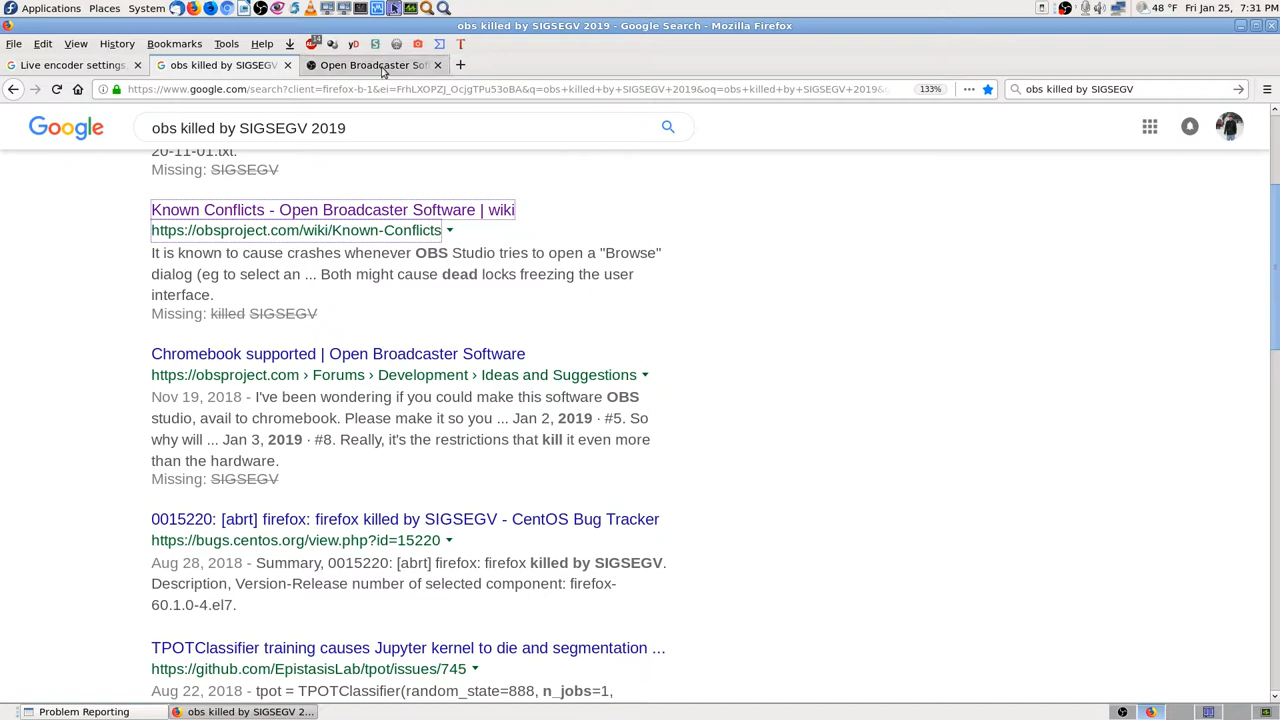 Applications Places System 48 °F Fri Jan 25, 7:31 PM
obs killed by SIGSEGV 2019 - Google Search - Mozilla Firefox
File Edit View History Bookmarks Tools Help
Live encoder settings, obs killed by SIGSEGV Open Broadcaster Soft
https://www.google.com/search?client=firefox-b-1&ei=FrhLXOPZJ_OcjgTPu53oBA&q=obs+killed+by+SIGSEGV+2019&oq=obs+killed+by+SIGSEGV+2019& 133% obs killed by SIGSEGV
Google obs killed by SIGSEGV 2019
20-11-01.txt.
Missing: SIGSEGV
Known Conflicts - Open Broadcaster Software | wiki
https://obsproject.com/wiki/Known-Conflicts
It is known to cause crashes whenever OBS Studio tries to open a "Browse"
dialog (eg to select an ... Both might cause dead locks freezing the user
interface.
Missing: killed SIGSEGV
Chromebook supported | Open Broadcaster Software
https://obsproject.com › Forums › Development › Ideas and Suggestions
Nov 19, 2018 - I've been wondering if you could make this software OBS
studio, avail to chromebook. Please make it so you ... Jan 2, 2019 · #5. So
why will ... Jan 3, 2019 · #8. Really, it's the restrictions that kill it even more
than the hardware.
Missing: SIGSEGV
0015220: [abrt] firefox: firefox killed by SIGSEGV - CentOS Bug Tracker
https://bugs.centos.org/view.php?id=15220
Aug 28, 2018 - Summary, 0015220: [abrt] firefox: firefox killed by SIGSEGV.
Description, Version-Release number of selected component: firefox-
60.1.0-4.el7.
TPOTClassifier training causes Jupyter kernel to die and segmentation ...
https://github.com/EpistasisLab/tpot/issues/745
Aug 22, 2018 - tpot = TPOTClassifier(random_state=888, n_jobs=1,
Problem Reporting obs killed by SIGSEGV 2...